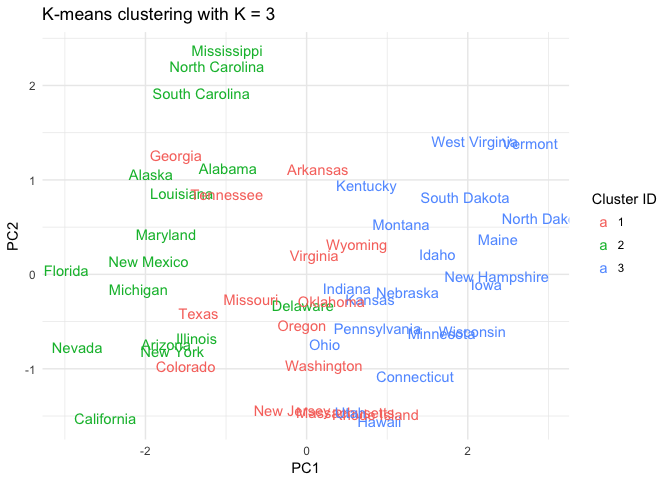 K-means clustering with K = 3
Mississippi
North Carolina
2
South Carolina
West Virginia
Vermont
Georgia
Alabama
Arkansas
Alaska
1
Kentucky
Louisiana
Tennessee
South Dakota
Cluster ID
North Dak
a 1
Montana
Maryland
Maine
a 2
Wyoming
Virginia
Idaho
PC2
a 3
New Mexico
Florida
0
New Hampshire
Iowa
Michigan
Indiana
Nebraska
Missouri
Oklahoma
Kansas
Delaware
Texas
Oregon
Pennsylvania
Wisconsin
Minnesota
Illinois
Arizona
Ohio
Nevada
New York
Colorado
Washington
-1
Connecticut
New Jersey
Massachusetts
Utah
Rhode Island
California
Hawaii
-2
0
2
PC1